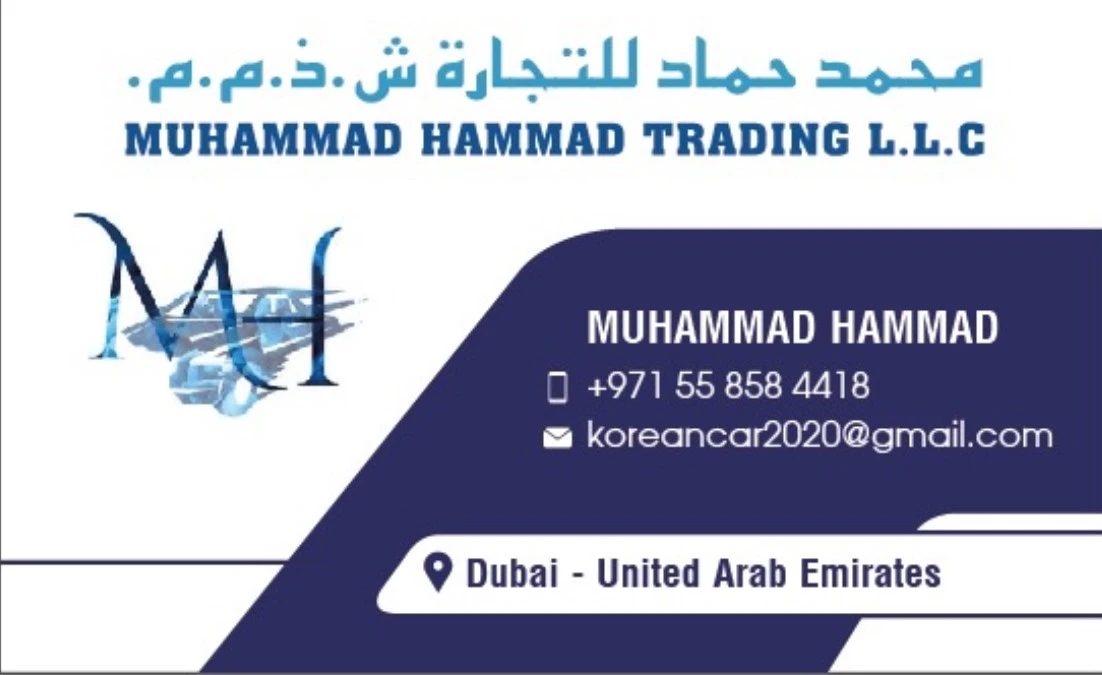 محمد حماد للتجارة ش.ذ.م.م.
MUHAMMAD HAMMAD TRADING L.L.C
MH
MUHAMMAD HAMMAD
+971 55 858 4418
koreancar2020@gmail.com
Dubai - United Arab Emirates